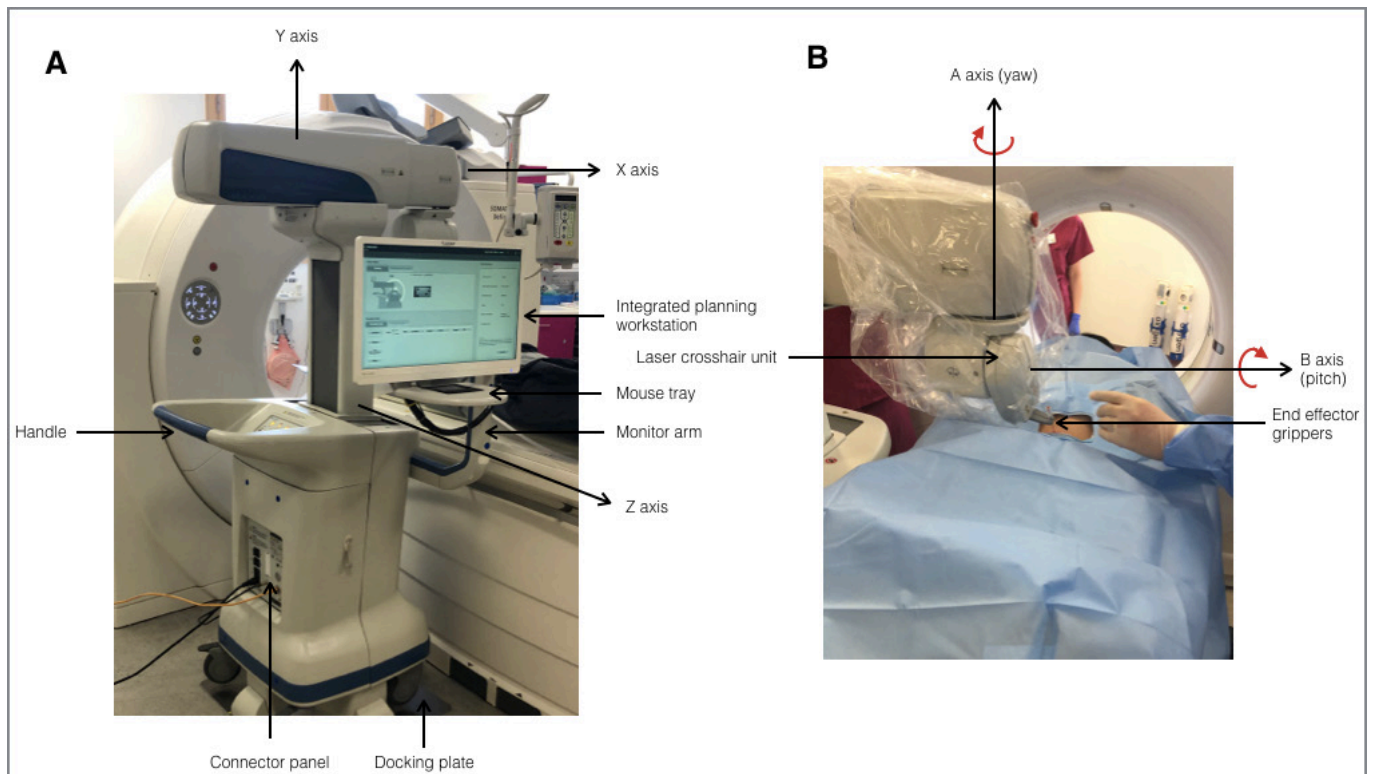 A
Y axis
X axis
Integrated planning
workstation
Mouse tray
Monitor arm
Z axis
Handle
Connector panel
Docking plate
B
A axis (yaw)
Laser crosshair unit
B axis
(pitch)
End effector
grippers